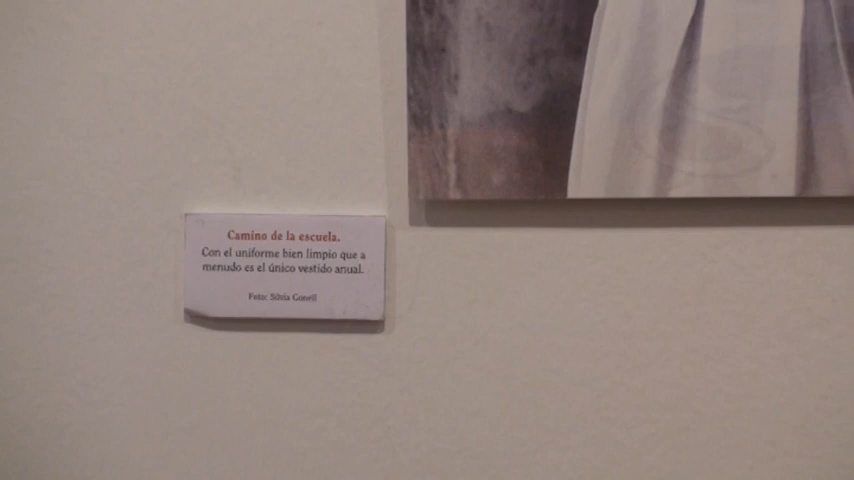 Camino de la escuela.
Con el uniforme bien limpio que a
menudo es el único vestido anual.
Foto: Silvia Gonell